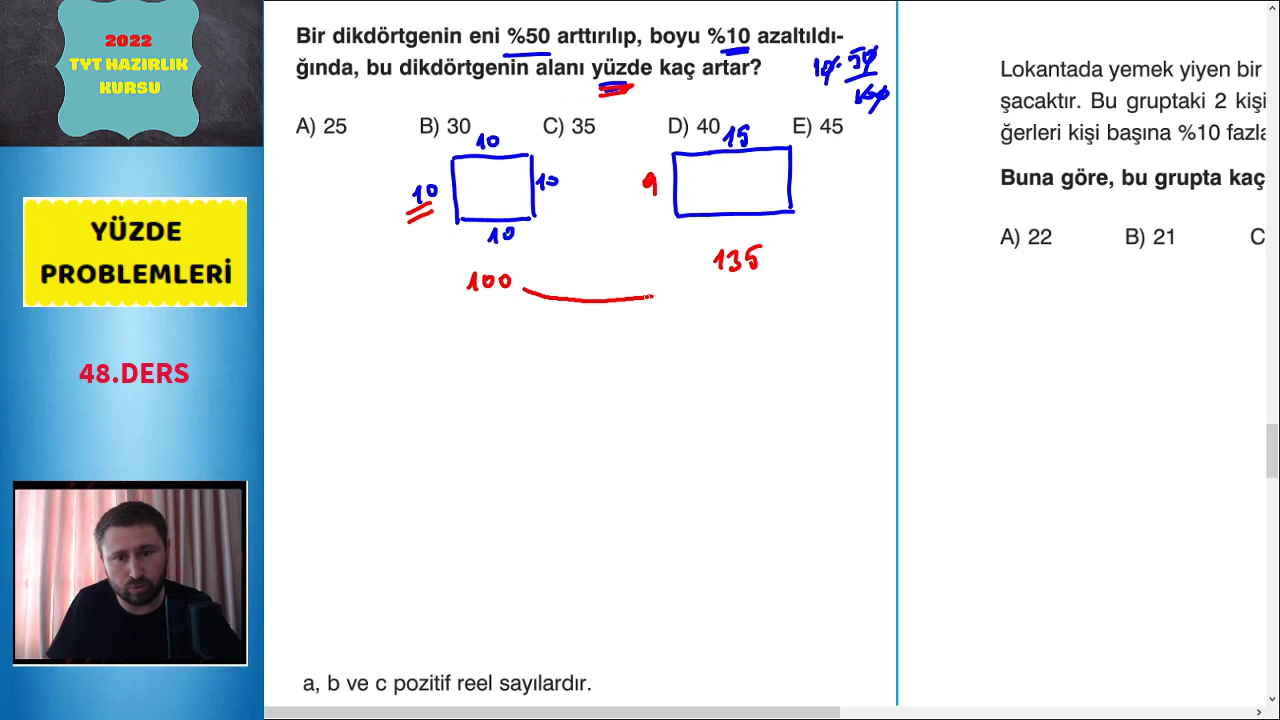 2022
TYT HAZIRLIK
KURSU
YÜZDE
PROBLEMLERİ
48.DERS
Bir dikdörtgenin eni %50 arttırılıp, boyu %10 azaltıldı-
ğında, bu dikdörtgenin alanı yüzde kaç artar?
10 · 50
100
A) 25 B) 30 C) 35 D) 40 E) 45
10
10
10
10
100
15
9
135
a, b ve c pozitif reel sayılardır.
Lokantada yemek yiyen bir
şacaktır. Bu gruptaki 2 kişi
ğerleri kişi başına %10 fazla
Buna göre, bu grupta kaç
A) 22 B) 21 C